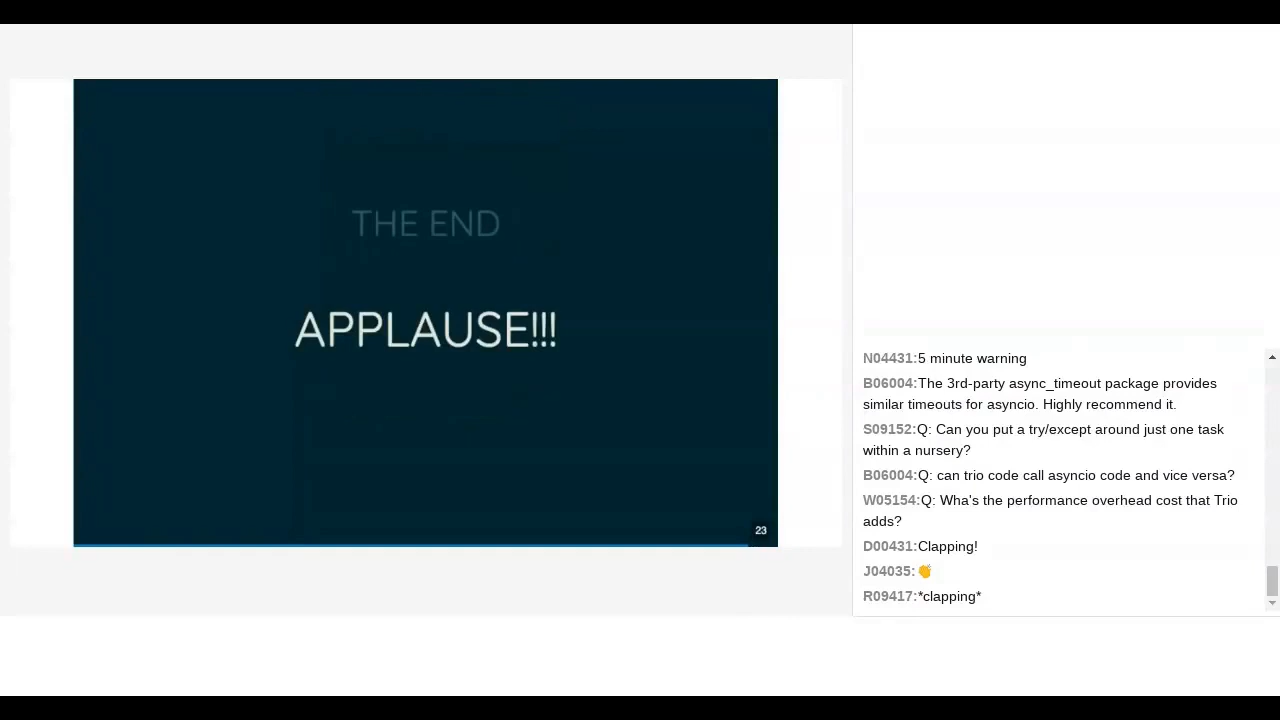 THE END
APPLAUSE!!!
23
N04431:5 minute warning
B06004:The 3rd-party async_timeout package provides
similar timeouts for asyncio. Highly recommend it.
S09152:Q: Can you put a try/except around just one task
within a nursery?
B06004:Q: can trio code call asyncio code and vice versa?
W05154:Q: Wha's the performance overhead cost that Trio
adds?
D00431:Clapping!
J04035:👏
R09417:*clapping*